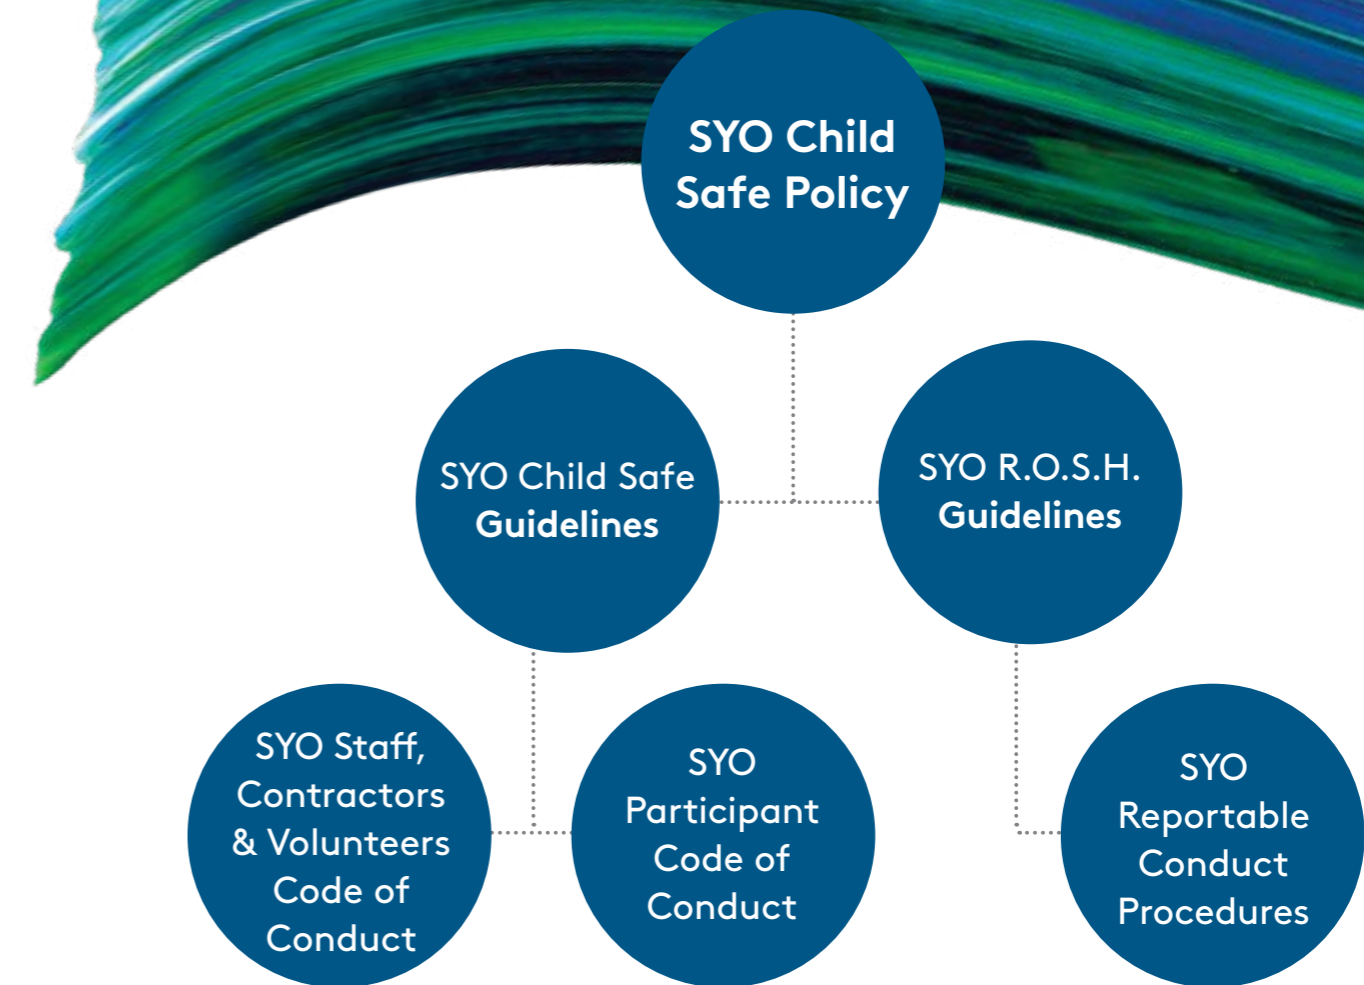 SYO Child
Safe Policy
SYO Child Safe
Guidelines
SYO R.O.S.H.
Guidelines
SYO Staff,
Contractors
& Volunteers
Code of
Conduct
SYO
Participant
Code of
Conduct
SYO
Reportable
Conduct
Procedures